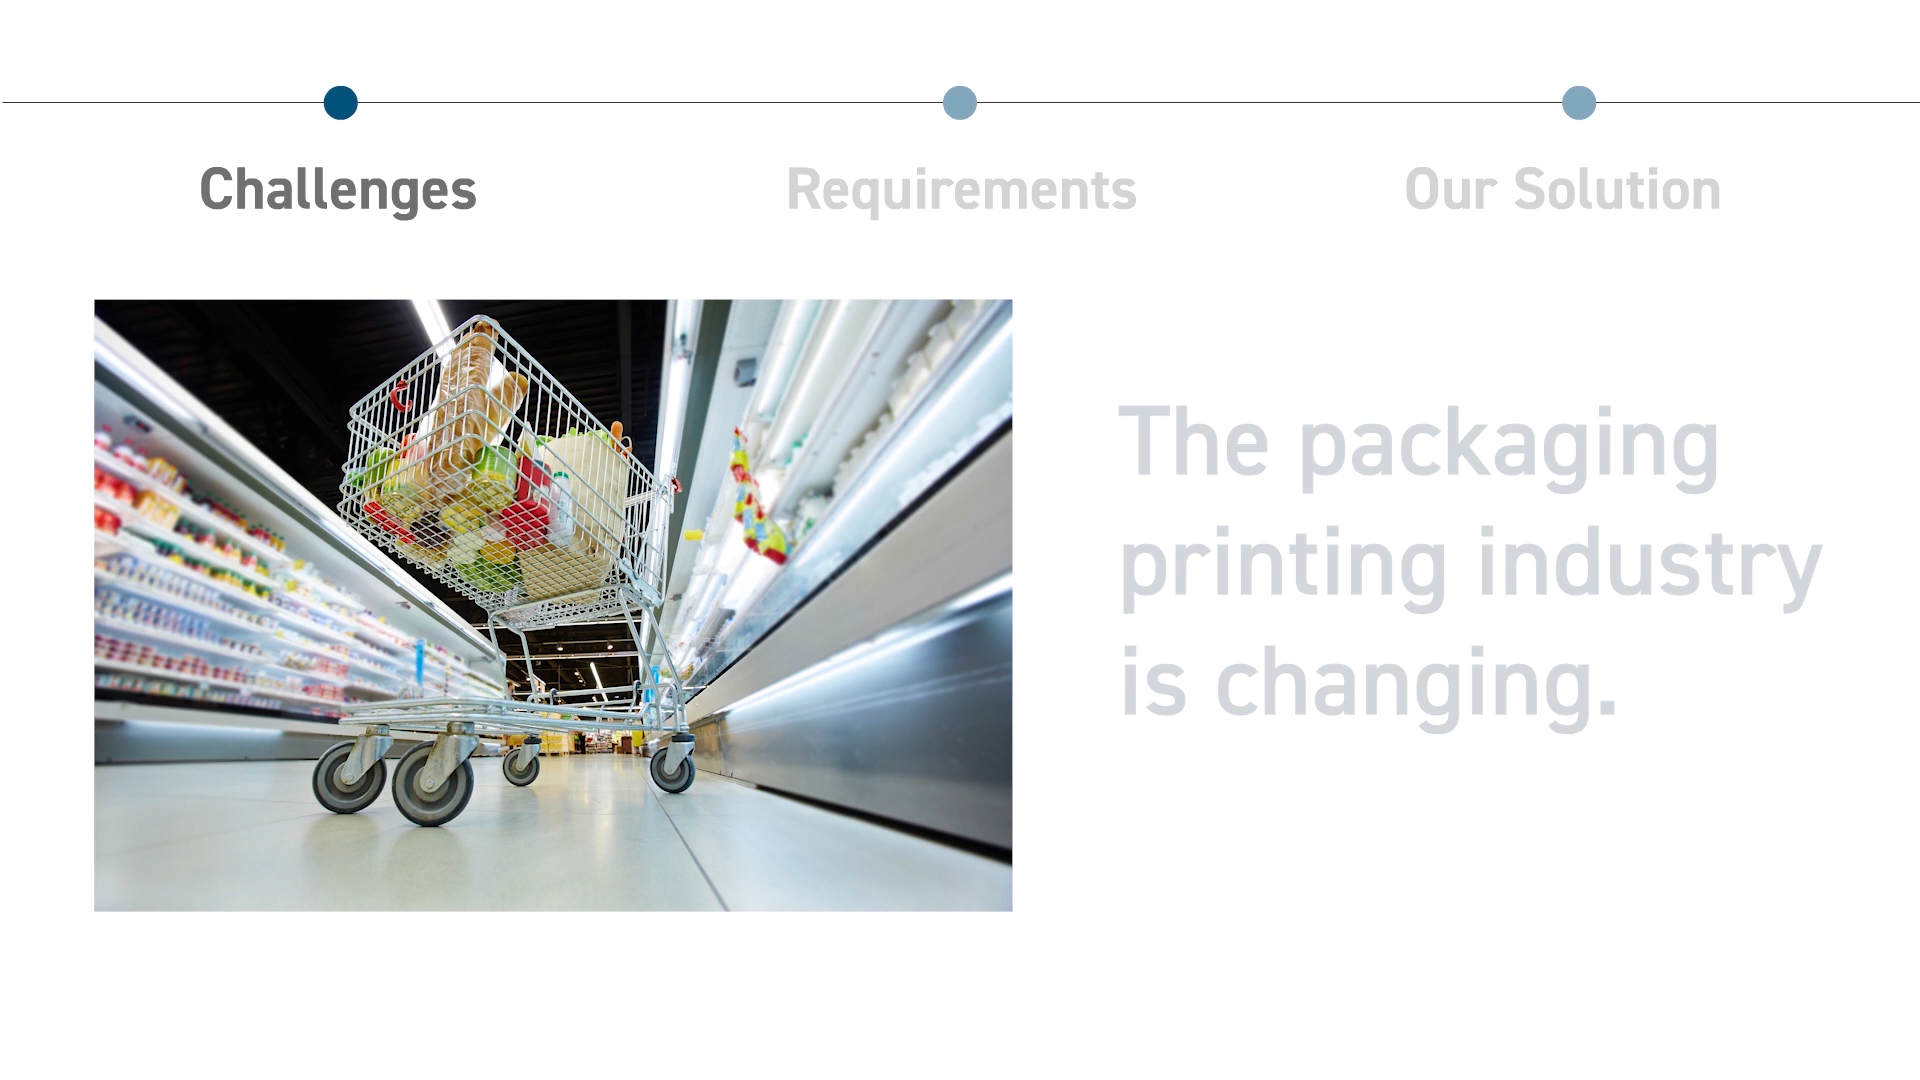 Challenges
Requirements
Our Solution
The packaging
printing industry
is changing.